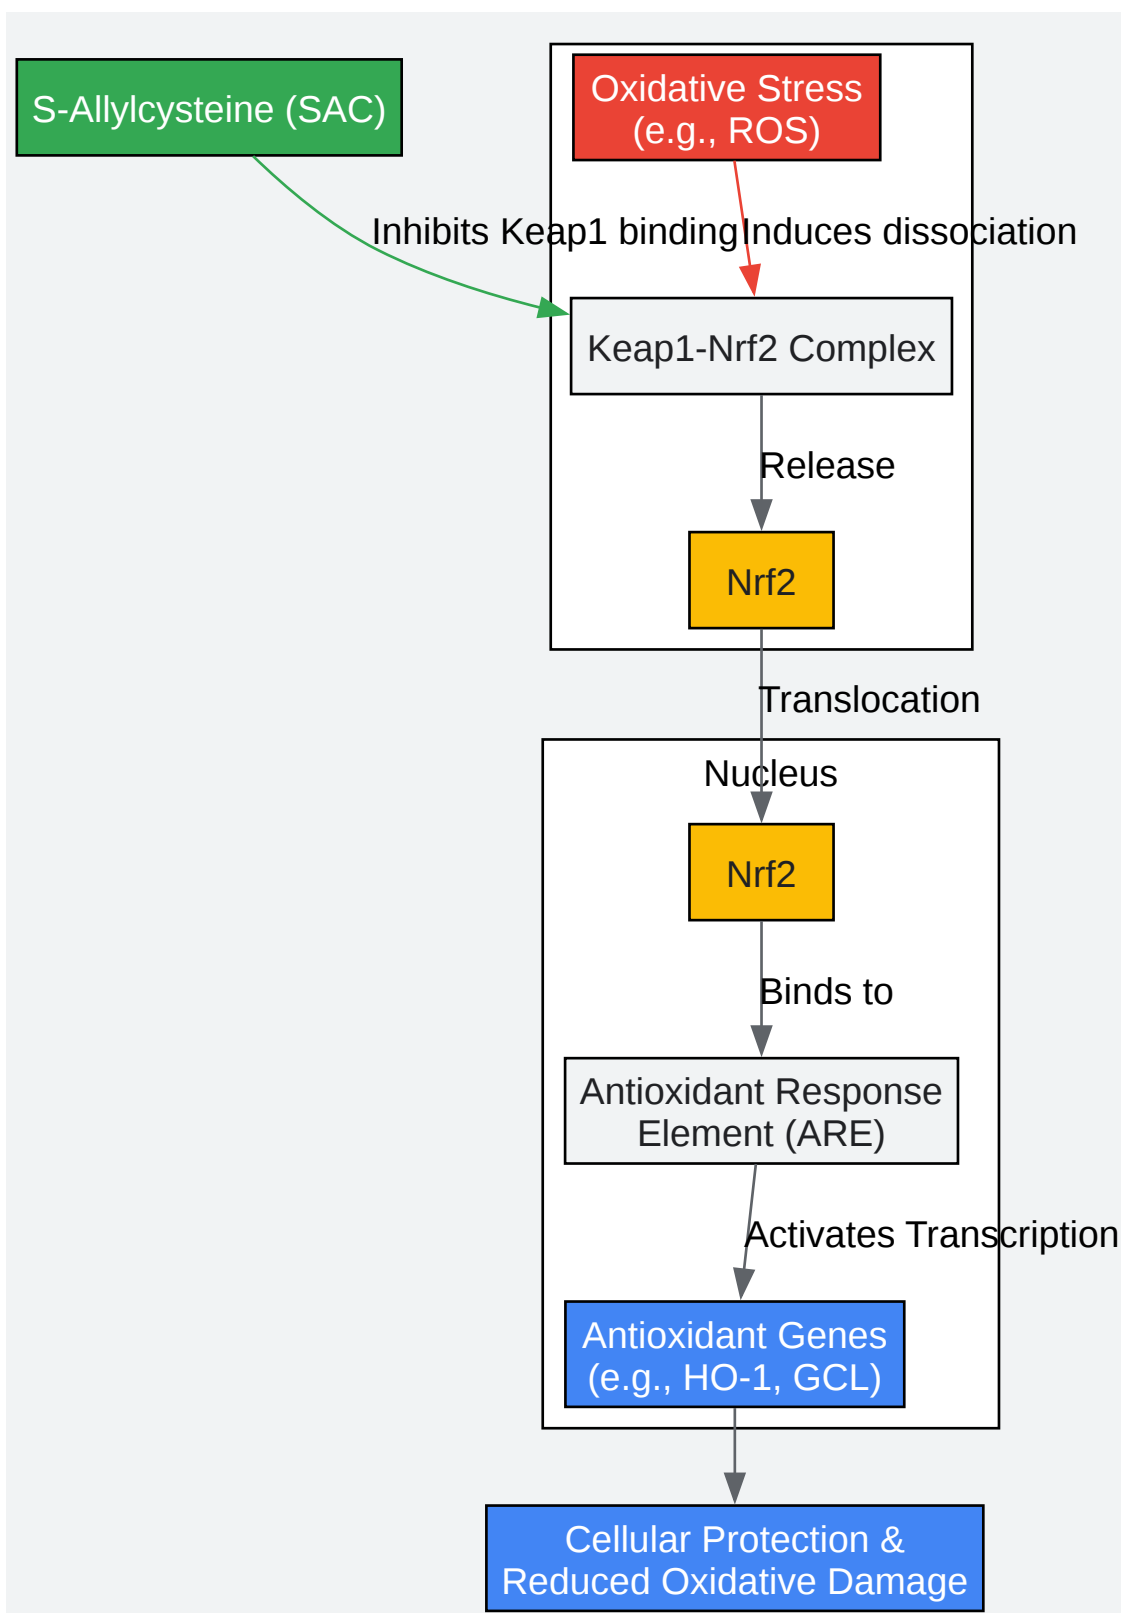 S-Allylcysteine (SAC)
Oxidative Stress
(e.g., ROS)
Inhibits Keap1 binding
Induces dissociation
Keap1-Nrf2 Complex
Release
Nrf2
Translocation
Nucleus
Nrf2
Binds to
Antioxidant Response
Element (ARE)
Activates Transcription
Antioxidant Genes
(e.g., HO-1, GCL)
Cellular Protection &
Reduced Oxidative Damage